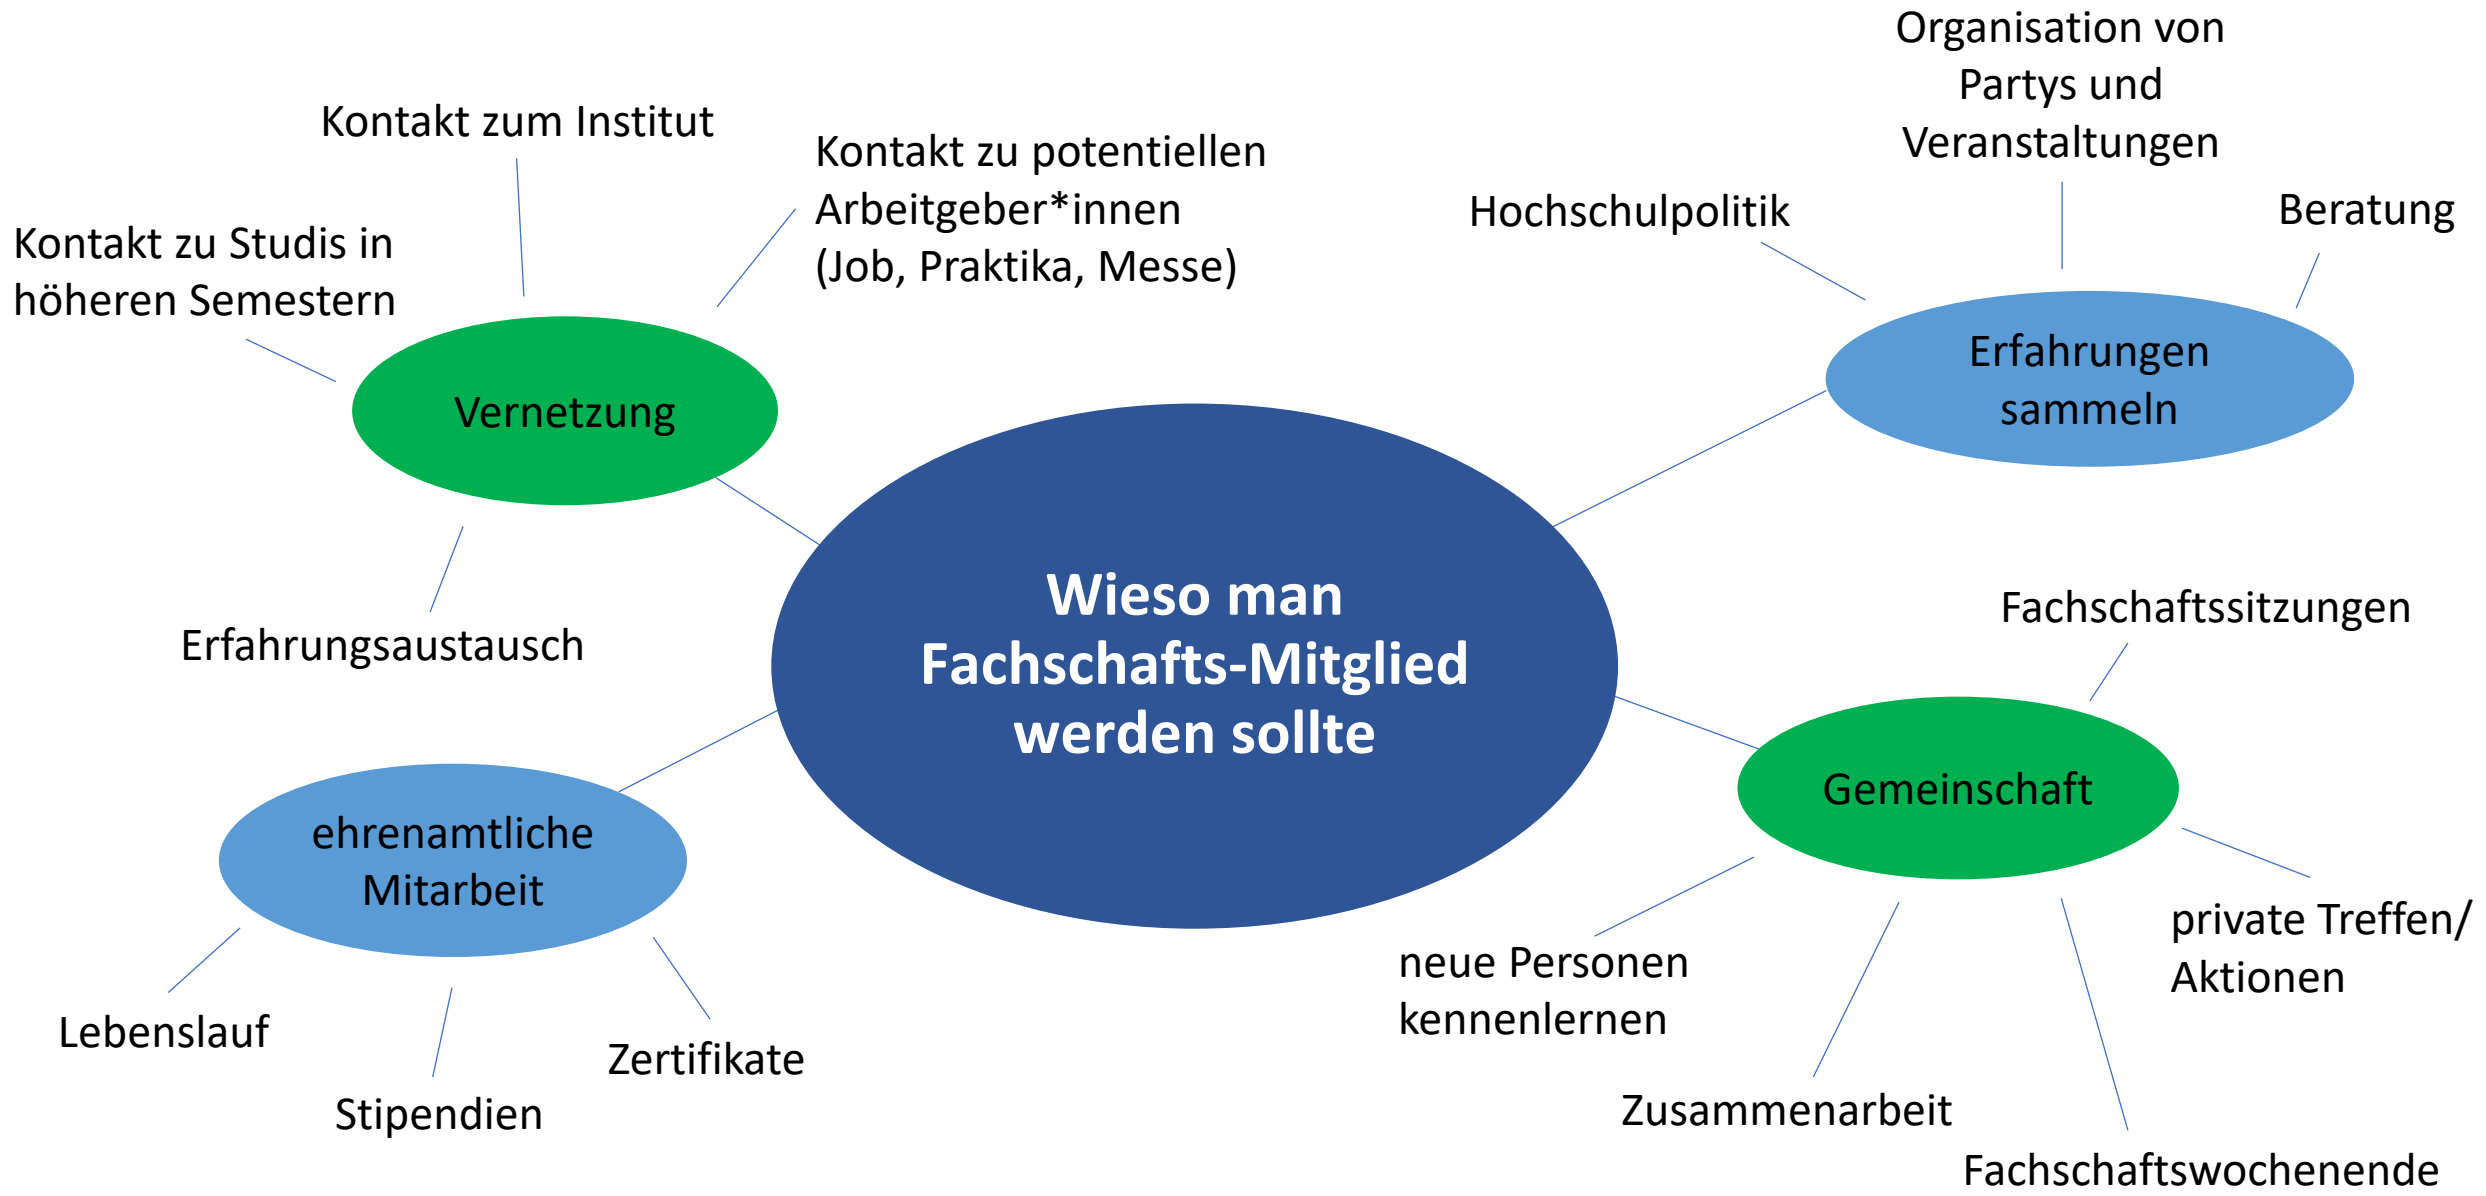 Organisation von
Partys und
Veranstaltungen
Kontakt zum Institut
Kontakt zu potentiellen
Arbeitgeber*innen
(Job, Praktika, Messe)
Hochschulpolitik
Beratung
Kontakt zu Studis in
höheren Semestern
Erfahrungen
sammeln
Vernetzung
Wieso man
Fachschafts-Mitglied
werden sollte
Fachschaftssitzungen
Erfahrungsaustausch
Gemeinschaft
ehrenamtliche
Mitarbeit
private Treffen/
Aktionen
neue Personen
kennenlernen
Lebenslauf
Zertifikate
Stipendien
Zusammenarbeit
Fachschaftswochenende